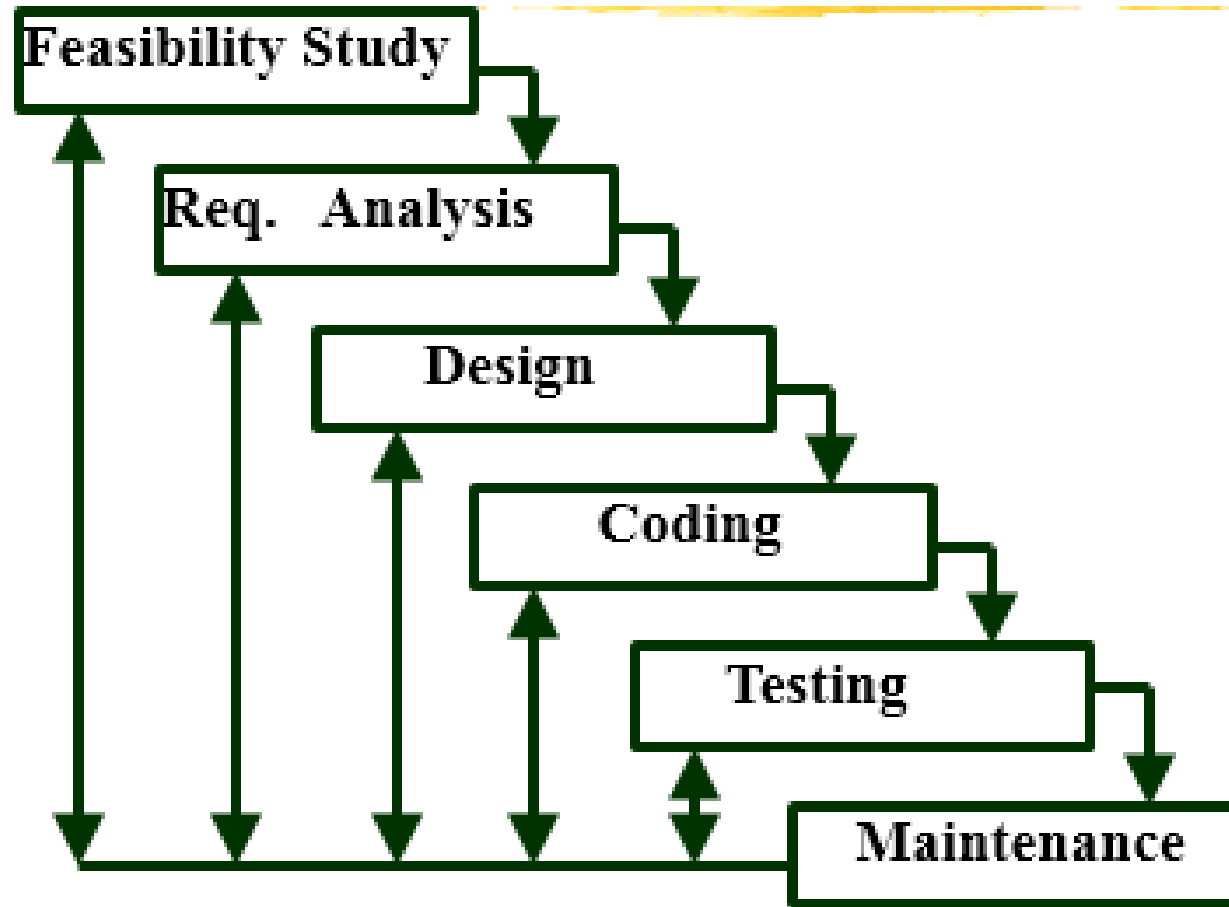 Feasibility Study
Req. Analysis
Design
Coding
Testing
Maintenance